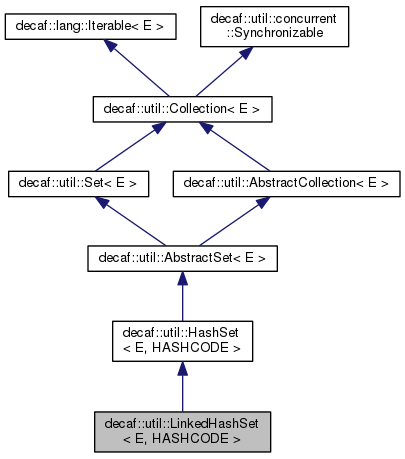 decaf::lang::Iterable< E >
decaf::util::concurrent
::Synchronizable
decaf::util::Collection< E >
decaf::util::Set< E >
decaf::util::AbstractCollection< E >
decaf::util::AbstractSet< E >
decaf::util::HashSet
< E, HASHCODE >
decaf::util::LinkedHashSet
< E, HASHCODE >